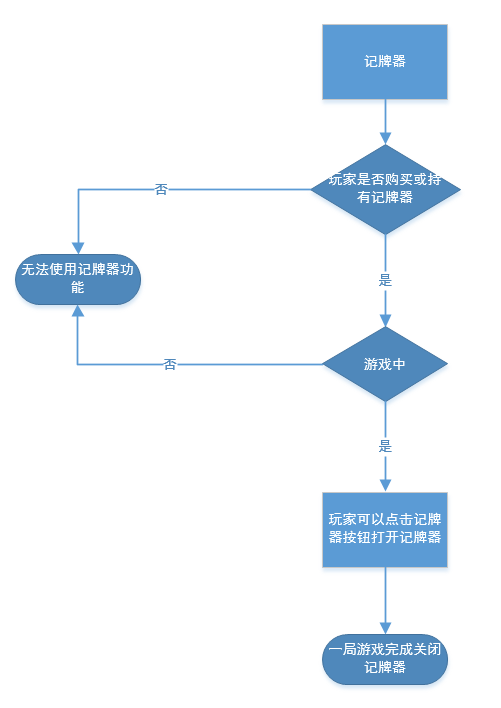 记牌器
玩家是否购买或持
有记牌器
否
无法使用记牌器功
能
是
游戏中
否
是
玩家可以点击记牌
器按钮打开记牌器
一局游戏完成关闭
记牌器